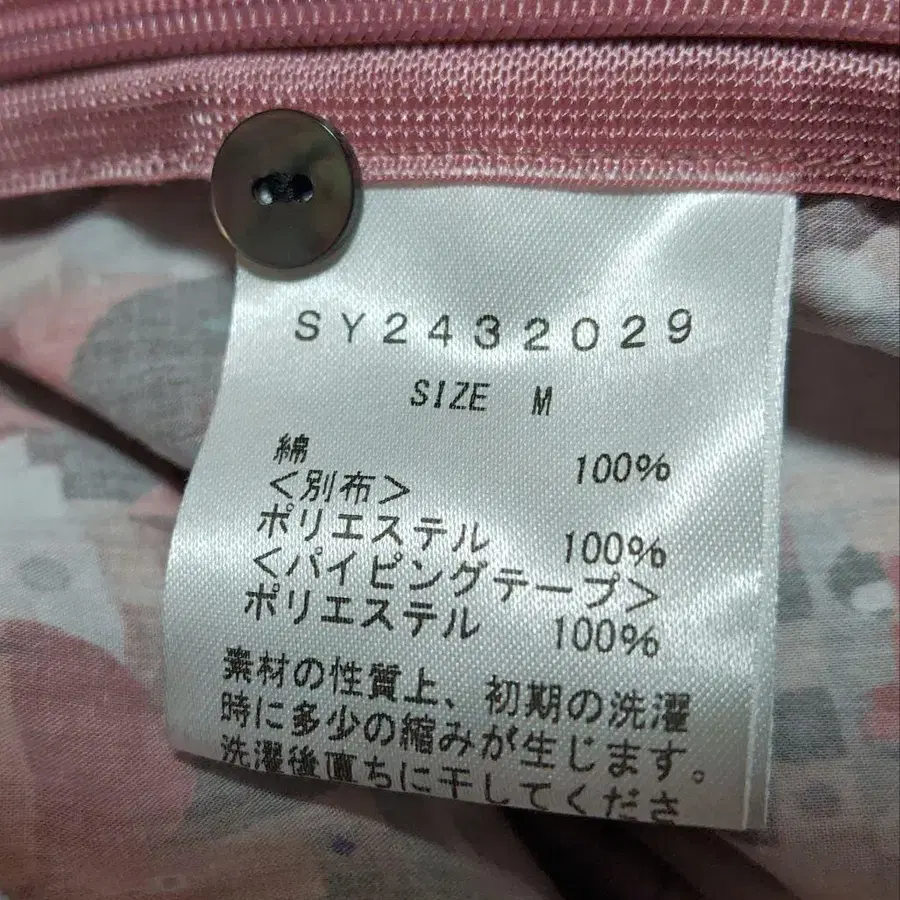 SY2432029
SIZE M
綿 100%
<別布>
ポリエステル 100%
<パイピングテープ>
ポリエステル 100%
素材の性質上、初期の洗濯
時に多少の縮みが生じます。
洗濯後直ちに干してくださ